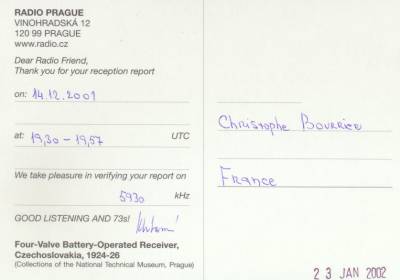 RADIO PRAGUE
VINOHRADSKÁ 12
120 99 PRAGUE
www.radio.cz
Dear Radio Friend,
Thank you for your reception report
on: 14.12.2001
at: 19,30 – 19,57 UTC
We take pleasure in verifying your report on
5930 kHz
GOOD LISTENING AND 73s!
Four-Valve Battery-Operated Receiver,
Czechoslovakia, 1924-26
(Collections of the National Technical Museum, Prague)
Christophe Bourrier
France
23 JAN 2002